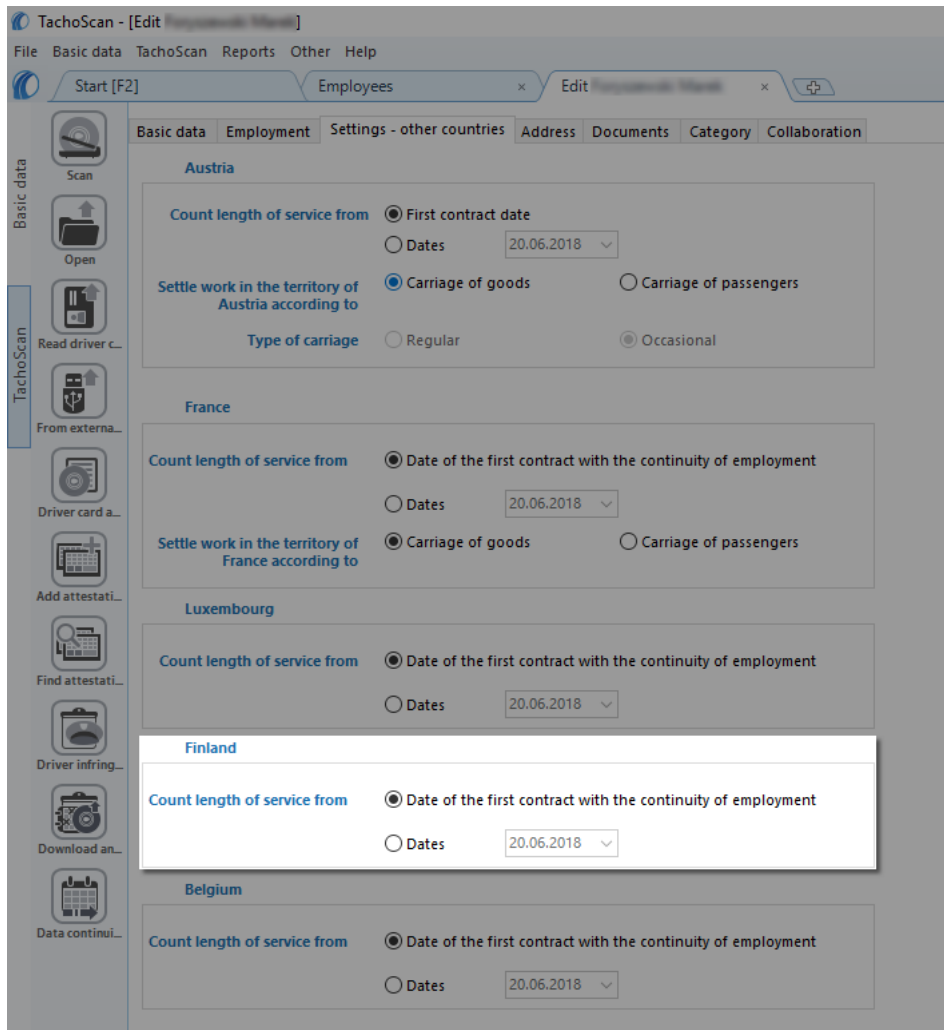 TachoScan - [Edit ]
File Basic data TachoScan Reports Other Help
Start [F2] Employees × Edit ×
Basic data
TachoScan
Scan
Open
Read driver c...
From externa...
Driver card a...
Add attestati...
Find attestati...
Driver infring...
Download an...
Data continui...
Basic data Employment Settings - other countries Address Documents Category Collaboration
Austria
Count length of service from First contract date
Dates 20.06.2018
Settle work in the territory of Carriage of goods Carriage of passengers
Austria according to
Type of carriage Regular Occasional
France
Count length of service from Date of the first contract with the continuity of employment
Dates 20.06.2018
Settle work in the territory of Carriage of goods Carriage of passengers
France according to
Luxembourg
Count length of service from Date of the first contract with the continuity of employment
Dates 20.06.2018
Finland
Count length of service from Date of the first contract with the continuity of employment
Dates 20.06.2018
Belgium
Count length of service from Date of the first contract with the continuity of employment
Dates 20.06.2018